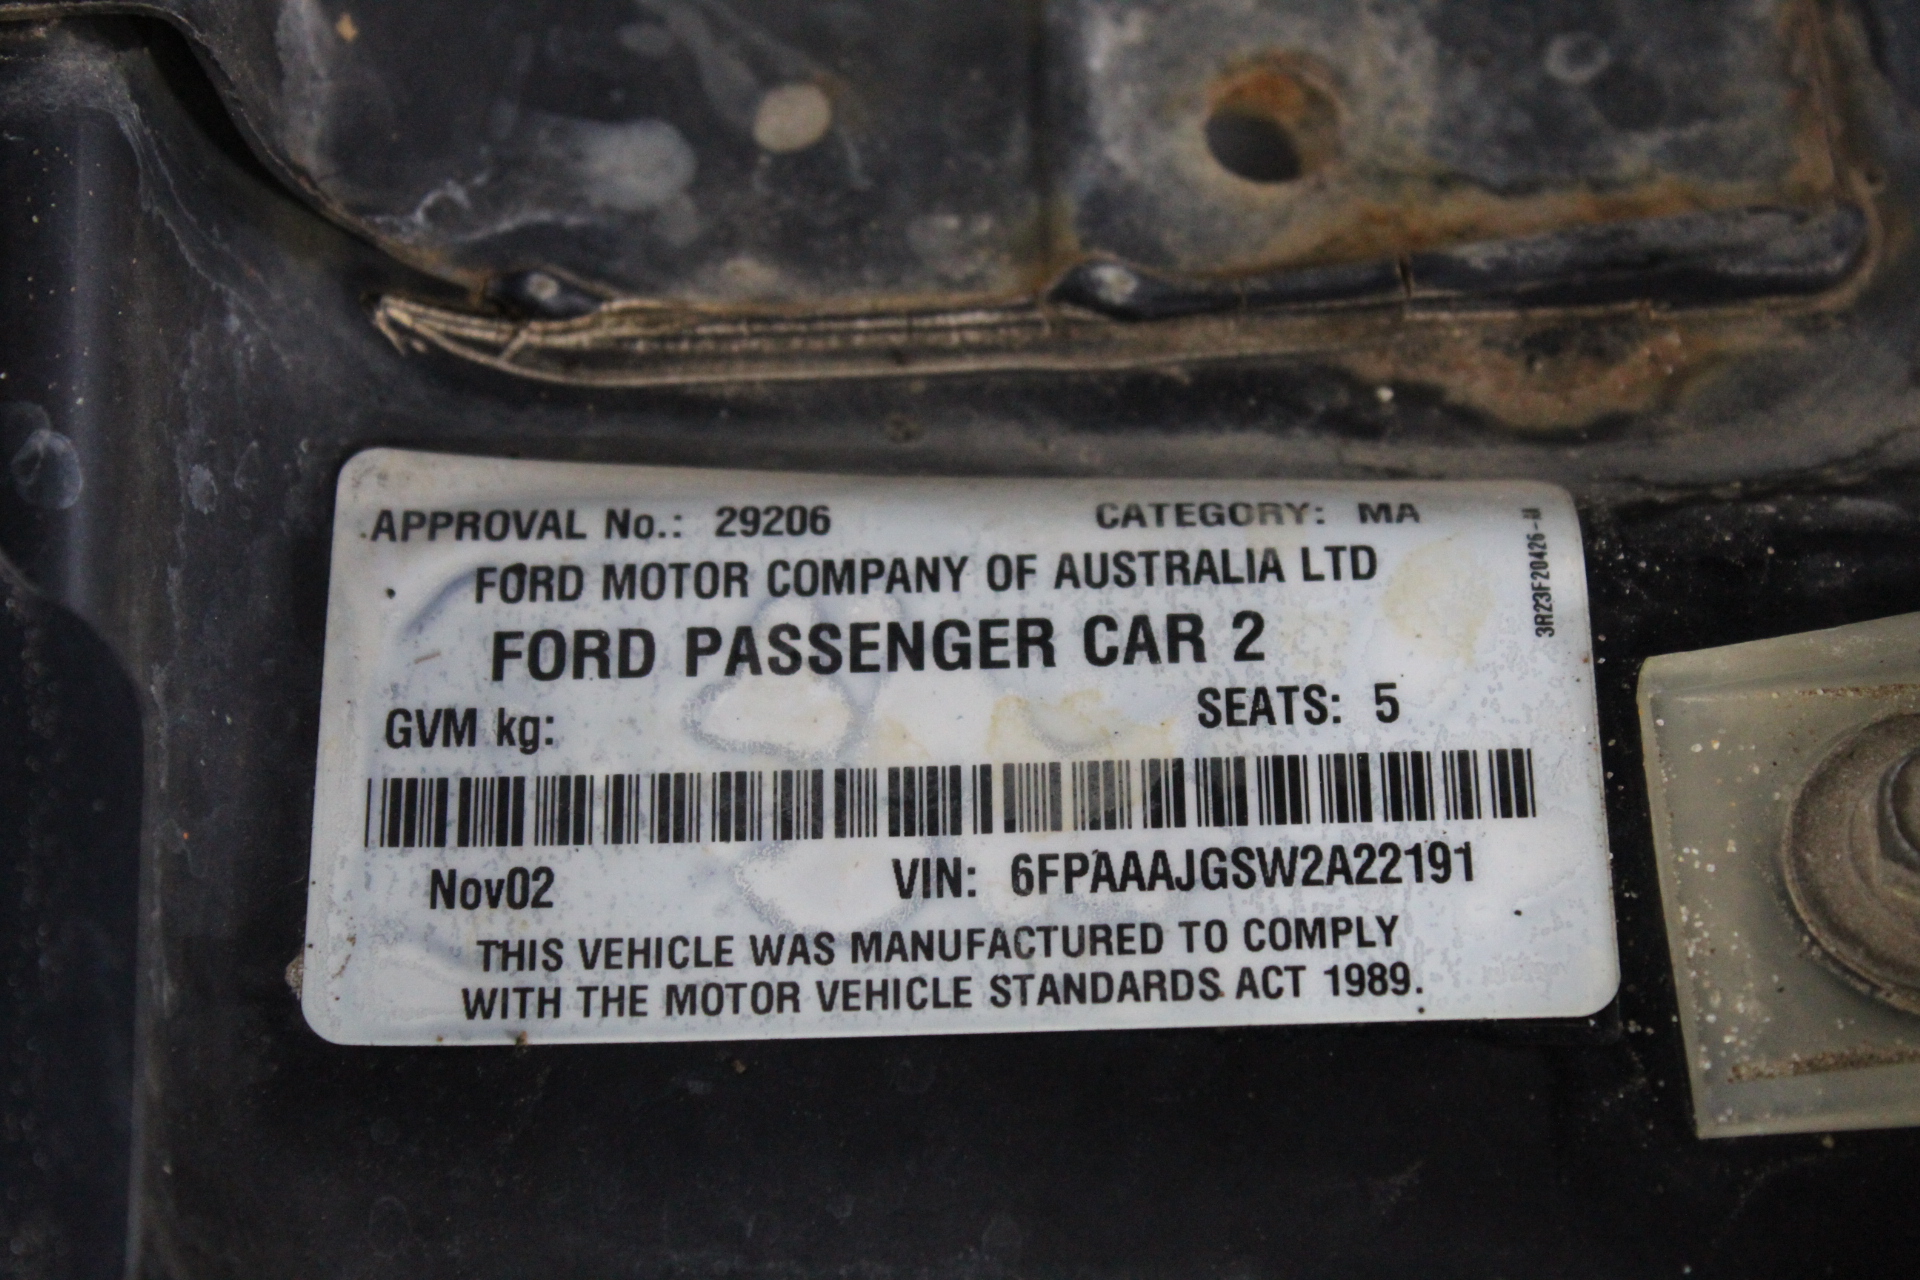 APPROVAL No.: 29206 CATEGORY: MA
FORD MOTOR COMPANY OF AUSTRALIA LTD
FORD PASSENGER CAR 2
GVM kg: SEATS: 5
Nov02 VIN: 6FPAAAJGSW2A22191
THIS VEHICLE WAS MANUFACTURED TO COMPLY
WITH THE MOTOR VEHICLE STANDARDS ACT 1989.